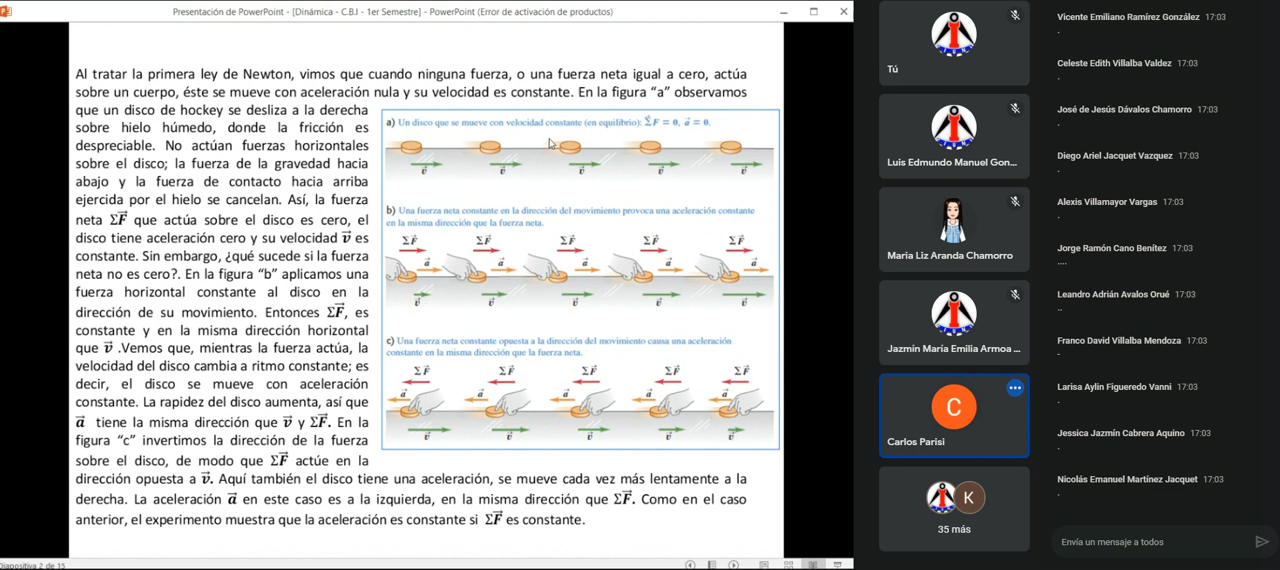 Presentación de PowerPoint - [Dinámica - C.B.I - 1er Semestre] - PowerPoint (Error de activación de productos)
Al tratar la primera ley de Newton, vimos que cuando ninguna fuerza, o una fuerza neta igual a cero, actúa
sobre un cuerpo, éste se mueve con aceleración nula y su velocidad es constante. En la figura “a” observamos
que un disco de hockey se desliza a la derecha
sobre hielo húmedo, donde la fricción es
despreciable. No actúan fuerzas horizontales
sobre el disco; la fuerza de la gravedad hacia
abajo y la fuerza de contacto hacia arriba
ejercida por el hielo se cancelan. Así, la fuerza
neta ΣF⃗ que actúa sobre el disco es cero, el
disco tiene aceleración cero y su velocidad v⃗ es
constante. Sin embargo, ¿qué sucede si la fuerza
neta no es cero?. En la figura “b” aplicamos una
fuerza horizontal constante al disco en la
dirección de su movimiento. Entonces ΣF⃗, es
constante y en la misma dirección horizontal
que v⃗ .Vemos que, mientras la fuerza actúa, la
velocidad del disco cambia a ritmo constante; es
decir, el disco se mueve con aceleración
constante. La rapidez del disco aumenta, así que
a⃗ tiene la misma dirección que v⃗ y ΣF⃗. En la
figura “c” invertimos la dirección de la fuerza
sobre el disco, de modo que ΣF⃗ actúe en la
dirección opuesta a v⃗. Aquí también el disco tiene una aceleración, se mueve cada vez más lentamente a la
derecha. La aceleración a⃗ en este caso es a la izquierda, en la misma dirección que ΣF⃗. Como en el caso
anterior, el experimento muestra que la aceleración es constante si ΣF⃗ es constante.
a) Un disco que se mueve con velocidad constante (en equilibrio): ΣF⃗ = 0, a⃗ = 0.
v⃗ v⃗ v⃗ v⃗ v⃗
b) Una fuerza neta constante en la dirección del movimiento provoca una aceleración constante
en la misma dirección que la fuerza neta.
ΣF⃗ ΣF⃗ ΣF⃗ ΣF⃗ ΣF⃗
a⃗ a⃗ a⃗ a⃗ a⃗
v⃗ v⃗ v⃗ v⃗ v⃗
c) Una fuerza neta constante opuesta a la dirección del movimiento causa una aceleración
constante en la misma dirección que la fuerza neta.
ΣF⃗ ΣF⃗ ΣF⃗ ΣF⃗ ΣF⃗
a⃗ a⃗ a⃗ a⃗ a⃗
v⃗ v⃗ v⃗ v⃗ v⃗
Diapositiva 2 de 15
Tú
Luis Edmundo Manuel Gon...
Maria Liz Aranda Chamorro
Jazmín María Emilia Armoa ...
C
Carlos Parisi
K
35 más
Vicente Emiliano Ramírez González 17:03
.
Celeste Edith Villalba Valdez 17:03
.
José de Jesús Dávalos Chamorro 17:03
.
Diego Ariel Jacquet Vazquez 17:03
.
Alexis Villamayor Vargas 17:03
.
Jorge Ramón Cano Benítez 17:03
....
Leandro Adrián Avalos Orué 17:03
..
Franco David Villalba Mendoza 17:03
-
Larisa Aylin Figueredo Vanni 17:03
.
Jessica Jazmín Cabrera Aquino 17:03
.
Nicolás Emanuel Martínez Jacquet 17:03
.
Envía un mensaje a todos